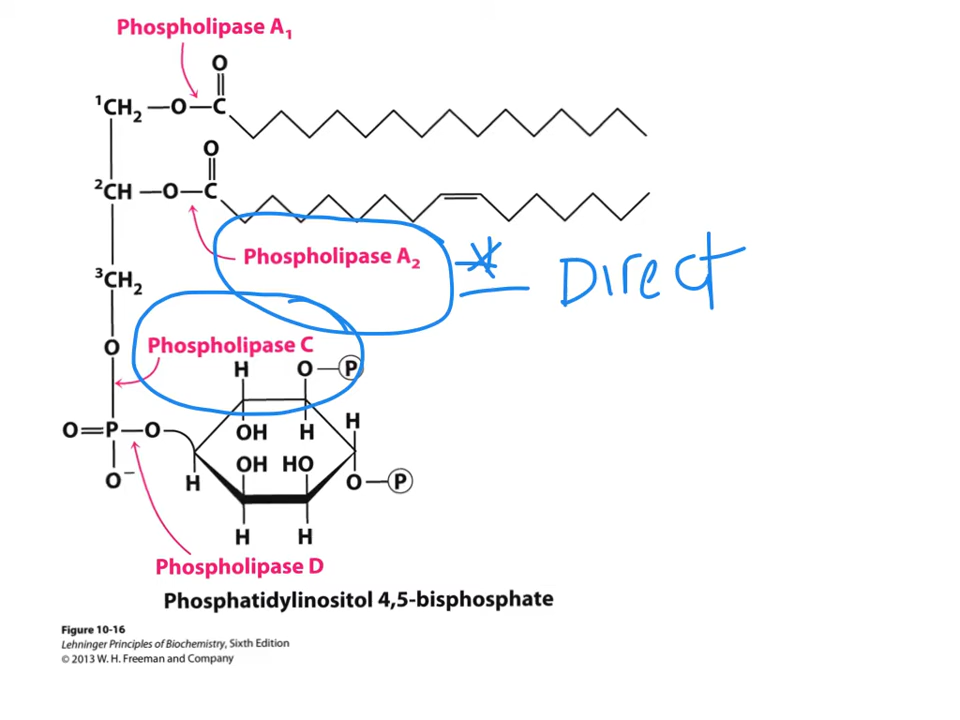 Phospholipase A₁
O
¹CH₂—O—C
O
²CH—O—C
Phospholipase A₂ * Direct
³CH₂
O Phospholipase C
H O—P
O=P—O OH H H
OH HO
O⁻ H O—P
H H
Phospholipase D
Phosphatidylinositol 4,5-bisphosphate
Figure 10-16
Lehninger Principles of Biochemistry, Sixth Edition
© 2013 W. H. Freeman and Company